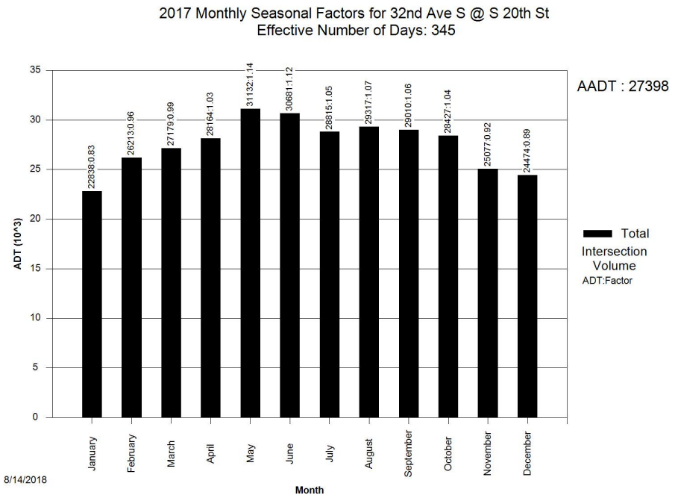 2017 Monthly Seasonal Factors for 32nd Ave S @ S 20th St
Effective Number of Days: 345
AADT : 27398
35
30
25
20
15
10
5
0
ADT (10^3)
22838:0.83
26213:0.96
27179:0.99
28164:1.03
31132:1.14
30681:1.12
28815:1.05
29317:1.07
29010:1.06
28427:1.04
25077:0.92
24474:0.89
Total
Intersection
Volume
ADT:Factor
January
February
March
April
May
June
July
August
September
October
November
December
8/14/2018
Month